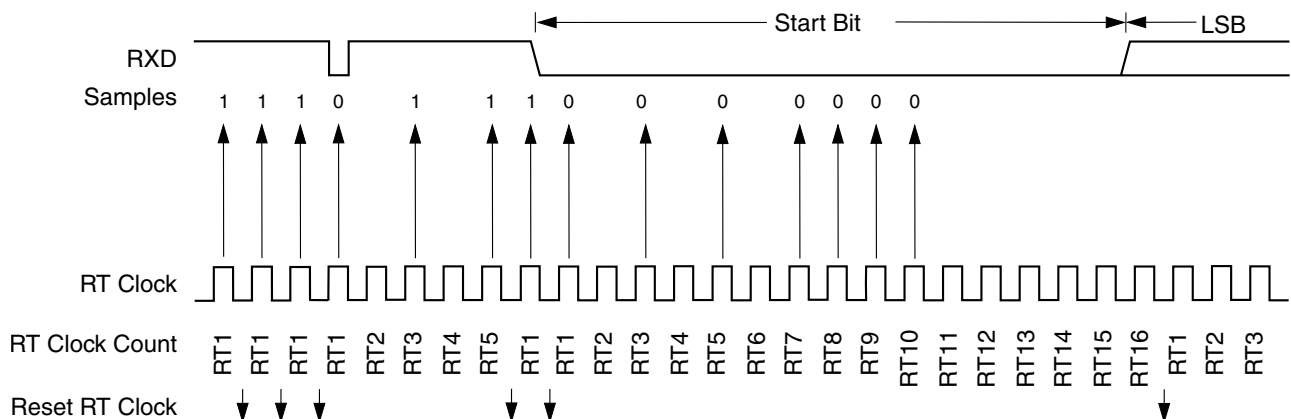 Start Bit
LSB
RXD
Samples
1 1 1 0 1 1 1 0 0 0 0 0 0 0
RT Clock
RT Clock Count
RT1 RT1 RT1 RT1 RT2 RT3 RT4 RT5 RT1 RT1 RT2 RT3 RT4 RT5 RT6 RT7 RT8 RT9 RT10 RT11 RT12 RT13 RT14 RT15 RT16 RT1 RT2 RT3
Reset RT Clock